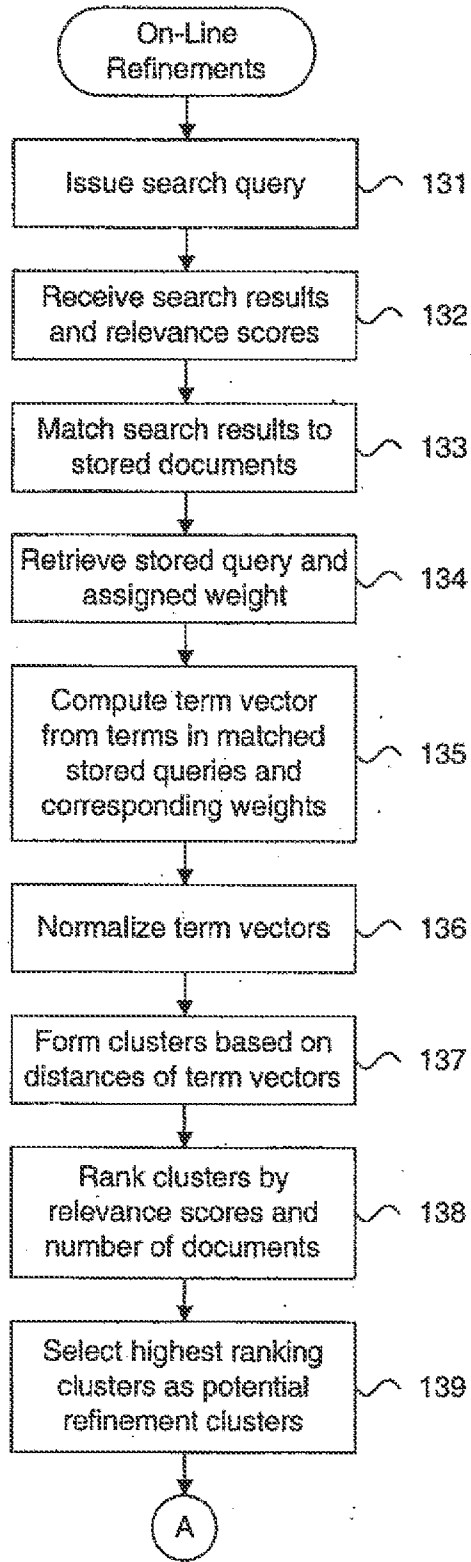 On-Line
Refinements
Issue search query
131
Receive search results
and relevance scores
132
Match search results to
stored documents
133
Retrieve stored query and
assigned weight
134
Compute term vector
from terms in matched
stored queries and
corresponding weights
135
Normalize term vectors
136
Form clusters based on
distances of term vectors
137
Rank clusters by
relevance scores and
number of documents
138
Select highest ranking
clusters as potential
refinement clusters
139
A